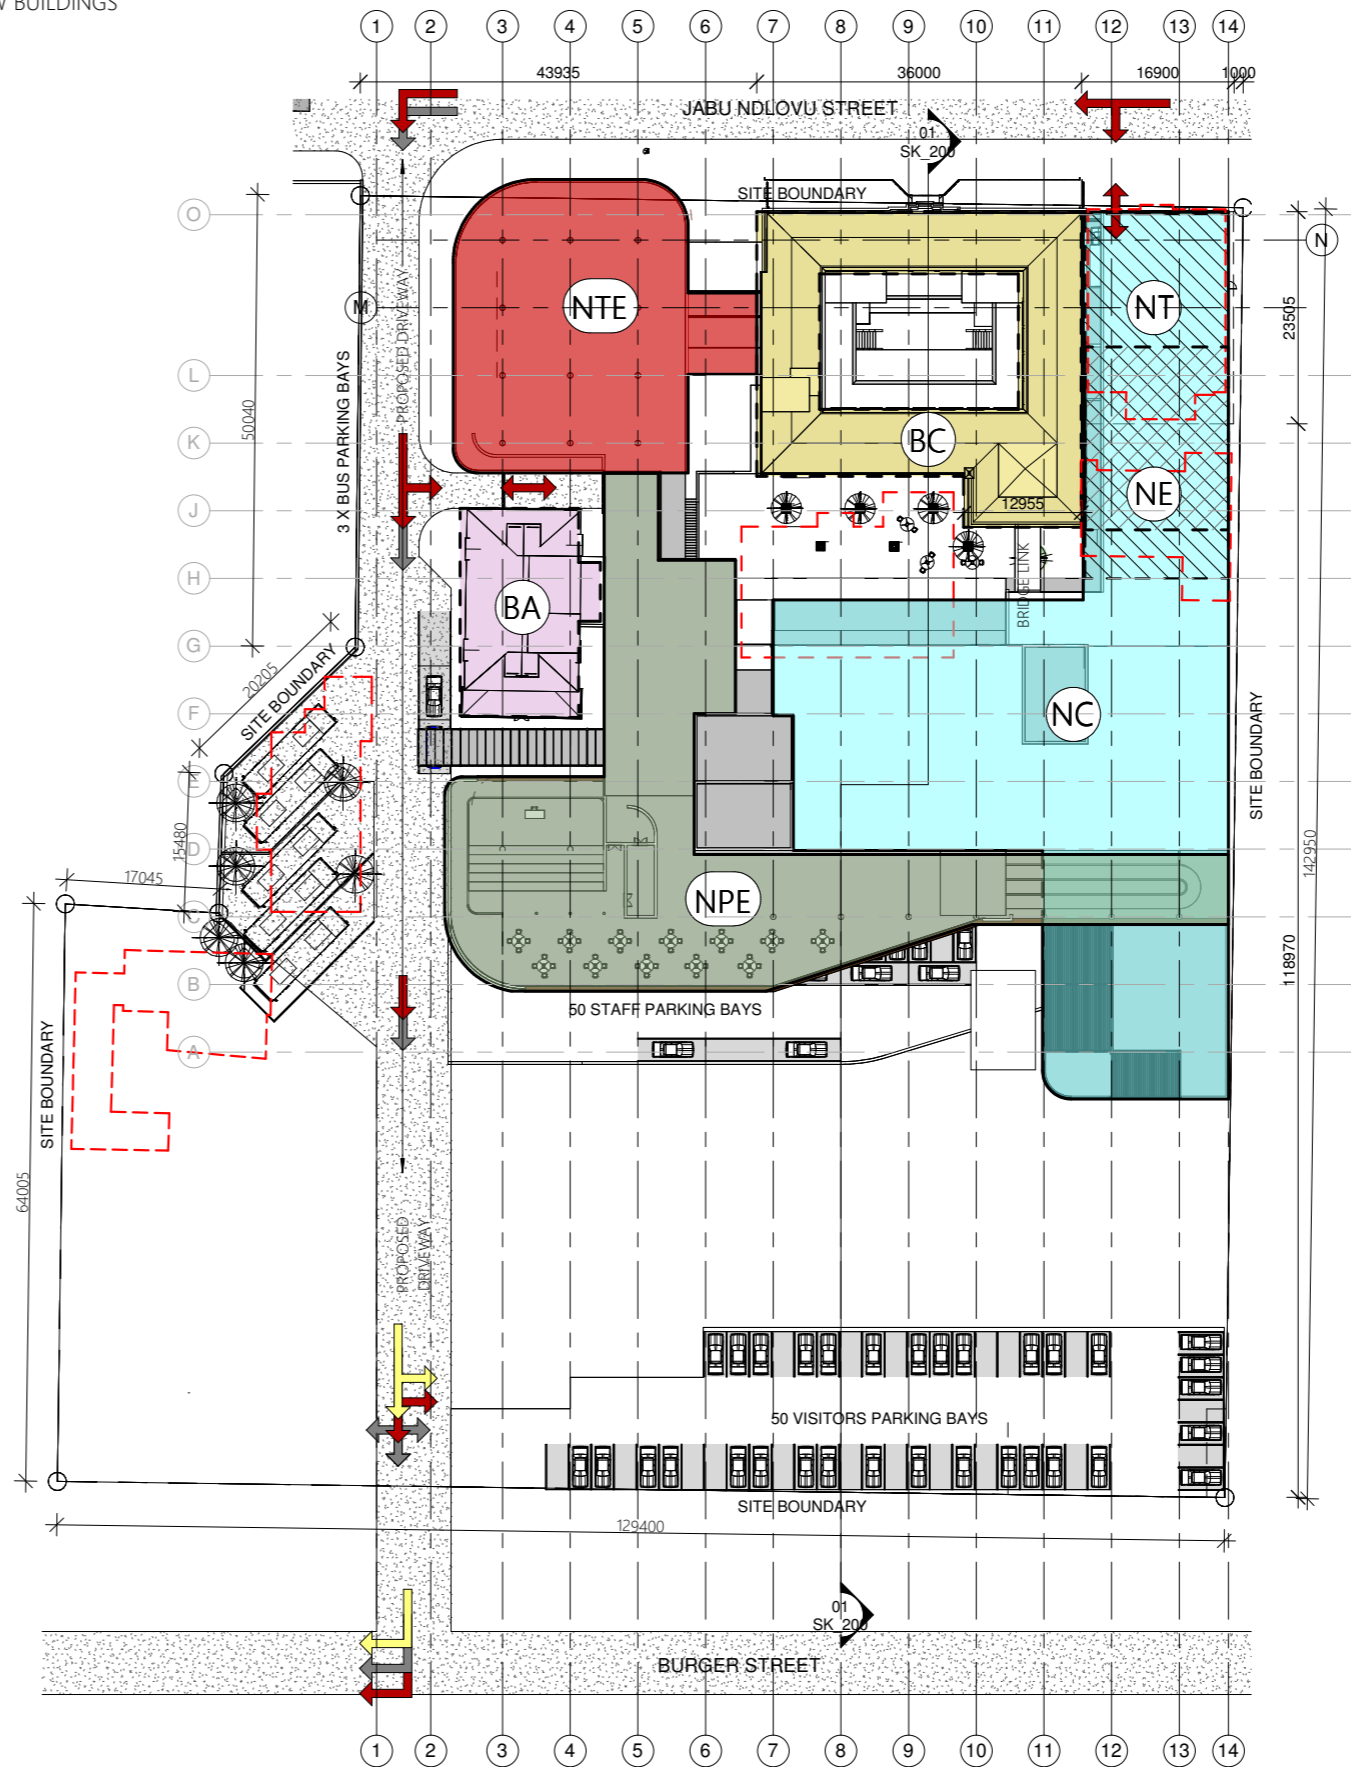 BUILDINGS
1 2 3 4 5 6 7 8 9 10 11 12 13 14
43935 36000 16900 1000
JABU NDLOVU STREET
01
SK_200
SITE BOUNDARY
O
N
M
NTE
NT
23505
PROPOSED DRIVEWAY
3 X BUS PARKING BAYS
50040
L
K
BC
NE
J
12955
H
BRIDGE LINK
BA
G
20205
SITE BOUNDARY
F
NC
SITE BOUNDARY
E
15480
D
142950
17045
NPE
C
118970
B
50 STAFF PARKING BAYS
A
SITE BOUNDARY
64005
PROPOSED
DRIVEWAY
50 VISITORS PARKING BAYS
SITE BOUNDARY
129400
01
SK_200
BURGER STREET
1 2 3 4 5 6 7 8 9 10 11 12 13 14